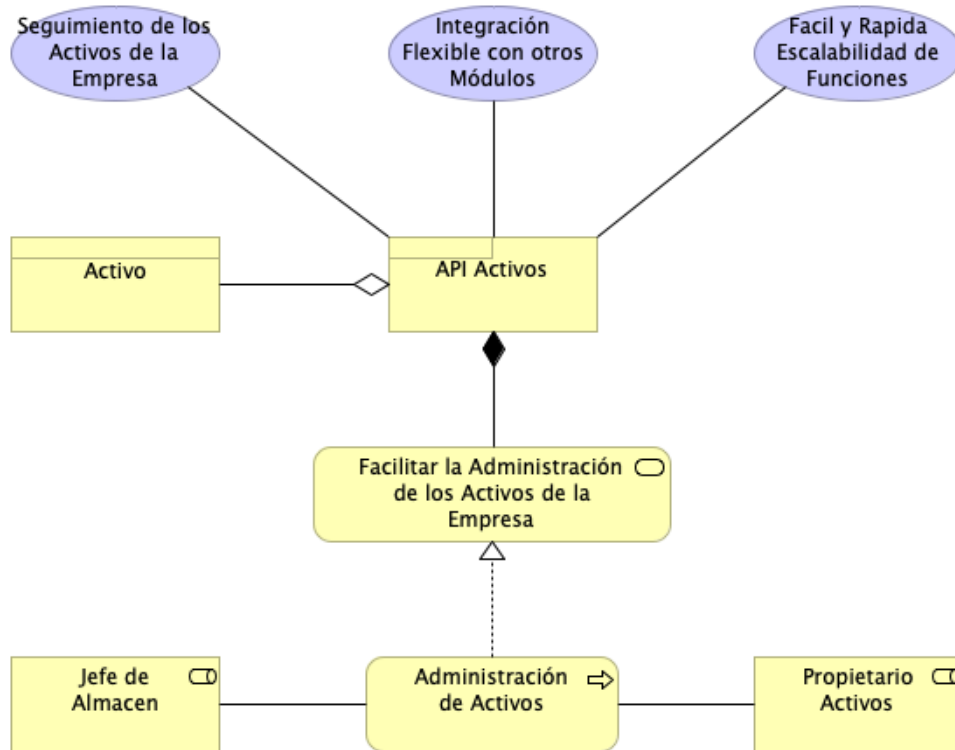 Seguimiento de los
Activos de la
Empresa
Integración
Flexible con otros
Módulos
Facil y Rapida
Escalabilidad de
Funciones
Activo
API Activos
Facilitar la Administración
de los Activos de la
Empresa
Jefe de
Almacen
Administración
de Activos
Propietario
Activos